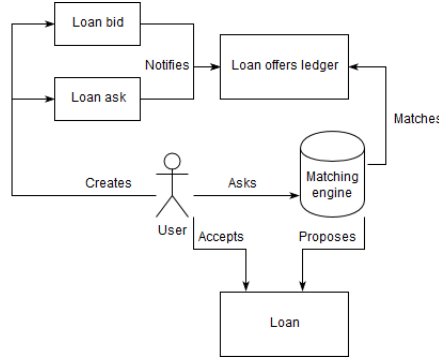 Loan bid
Notifies
Loan offers ledger
Loan ask
Matches
Creates
Asks
Matching
engine
User
Accepts
Proposes
Loan